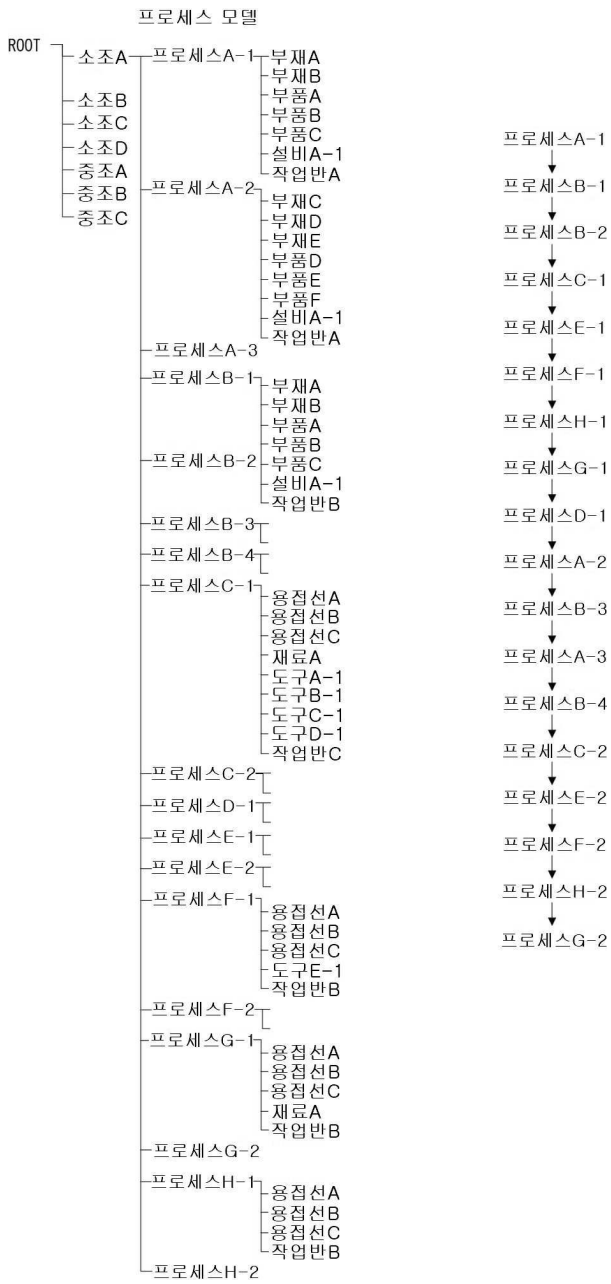 프로세스 모델
ROOT
소조A
소조B
소조C
소조D
중조A
중조B
중조C
프로세스A-1
부재A
부재B
부품A
부품B
부품C
설비A-1
작업반A
프로세스A-2
부재C
부재D
부재E
부품D
부품E
부품F
설비A-1
작업반A
프로세스A-3
프로세스B-1
부재A
부재B
부품A
부품B
프로세스B-2
부품C
설비A-1
작업반B
프로세스B-3
프로세스B-4
프로세스C-1
용접선A
용접선B
용접선C
재료A
도구A-1
도구B-1
도구C-1
도구D-1
작업반C
프로세스C-2
프로세스D-1
프로세스E-1
프로세스E-2
프로세스F-1
용접선A
용접선B
용접선C
도구E-1
작업반B
프로세스F-2
프로세스G-1
용접선A
용접선B
용접선C
재료A
작업반B
프로세스G-2
프로세스H-1
용접선A
용접선B
용접선C
작업반B
프로세스H-2
프로세스A-1
프로세스B-1
프로세스B-2
프로세스C-1
프로세스E-1
프로세스F-1
프로세스H-1
프로세스G-1
프로세스D-1
프로세스A-2
프로세스B-3
프로세스A-3
프로세스B-4
프로세스C-2
프로세스E-2
프로세스F-2
프로세스H-2
프로세스G-2